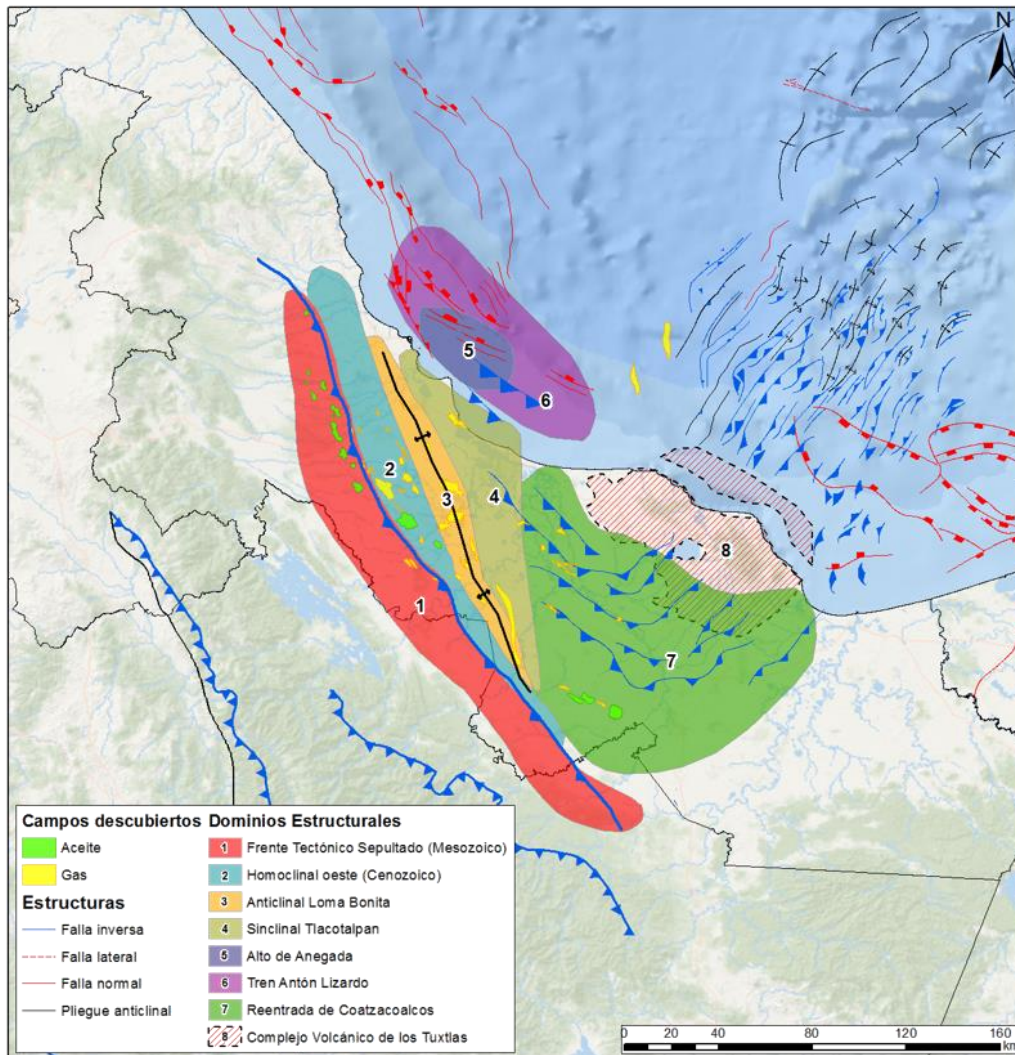 N
5
6
2
3
4
8
1
7
Campos descubiertos
Aceite
Gas
Estructuras
Falla inversa
Falla lateral
Falla normal
Pliegue anticlinal
Dominios Estructurales
1 Frente Tectónico Sepultado (Mesozoico)
2 Homoclinal oeste (Cenozoico)
3 Anticlinal Loma Bonita
4 Sinclinal Tlacotalpan
5 Alto de Anegada
6 Tren Antón Lizardo
7 Reentrada de Coatzacoalcos
8 Complejo Volcánico de los Tuxtlas
0 20 40 80 120 160
km